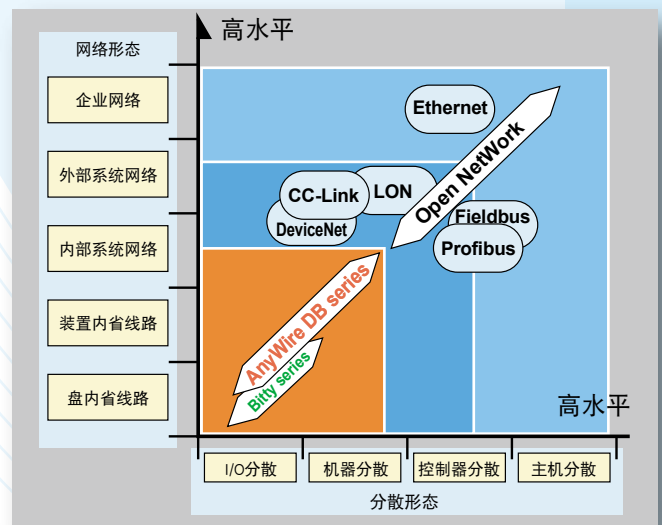 高水平
网络形态
企业网络
外部系统网络
内部系统网络
装置内省线路
盘内省线路
Ethernet
Open NetWork
LON
CC-Link
DeviceNet
Fieldbus
Profibus
AnyWire DB series
Bitty series
高水平
I/O分散
机器分散
控制器分散
主机分散
分散形态